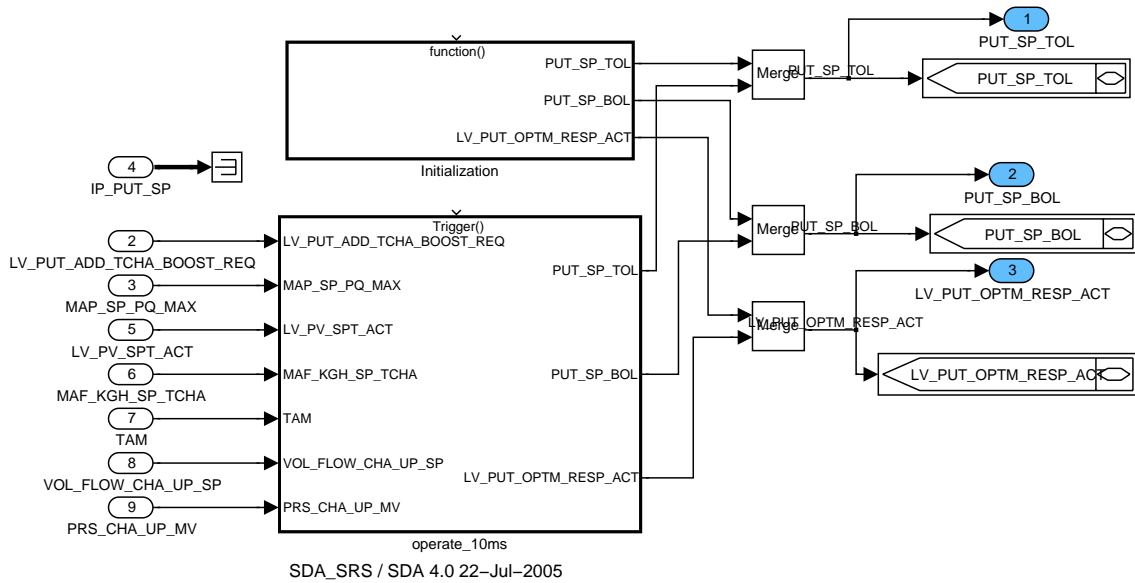 1
function()
PUT_SP_TOL
PUT_SP_TOL
Merge
PUT_SP_TOL
PUT_SP_TOL
PUT_SP_BOL
LV_PUT_OPTM_RESP_ACT
4
Initialization
2
IP_PUT_SP
PUT_SP_BOL
Trigger()
Merge
PUT_SP_BOL
PUT_SP_BOL
2
LV_PUT_ADD_TCHA_BOOST_REQ
LV_PUT_ADD_TCHA_BOOST_REQ
PUT_SP_TOL
3
3
MAP_SP_PQ_MAX
LV_PUT_OPTM_RESP_ACT
MAP_SP_PQ_MAX
5
LV_PV_SPT_ACT
Merge
LV_PUT_OPTM_RESP_ACT
LV_PV_SPT_ACT
6
MAF_KGH_SP_TCHA
PUT_SP_BOL
LV_PUT_OPTM_RESP_ACT
MAF_KGH_SP_TCHA
7
TAM
TAM
8
VOL_FLOW_CHA_UP_SP
LV_PUT_OPTM_RESP_ACT
VOL_FLOW_CHA_UP_SP
9
PRS_CHA_UP_MV
PRS_CHA_UP_MV
operate_10ms
SDA_SRS / SDA 4.0 22−Jul−2005